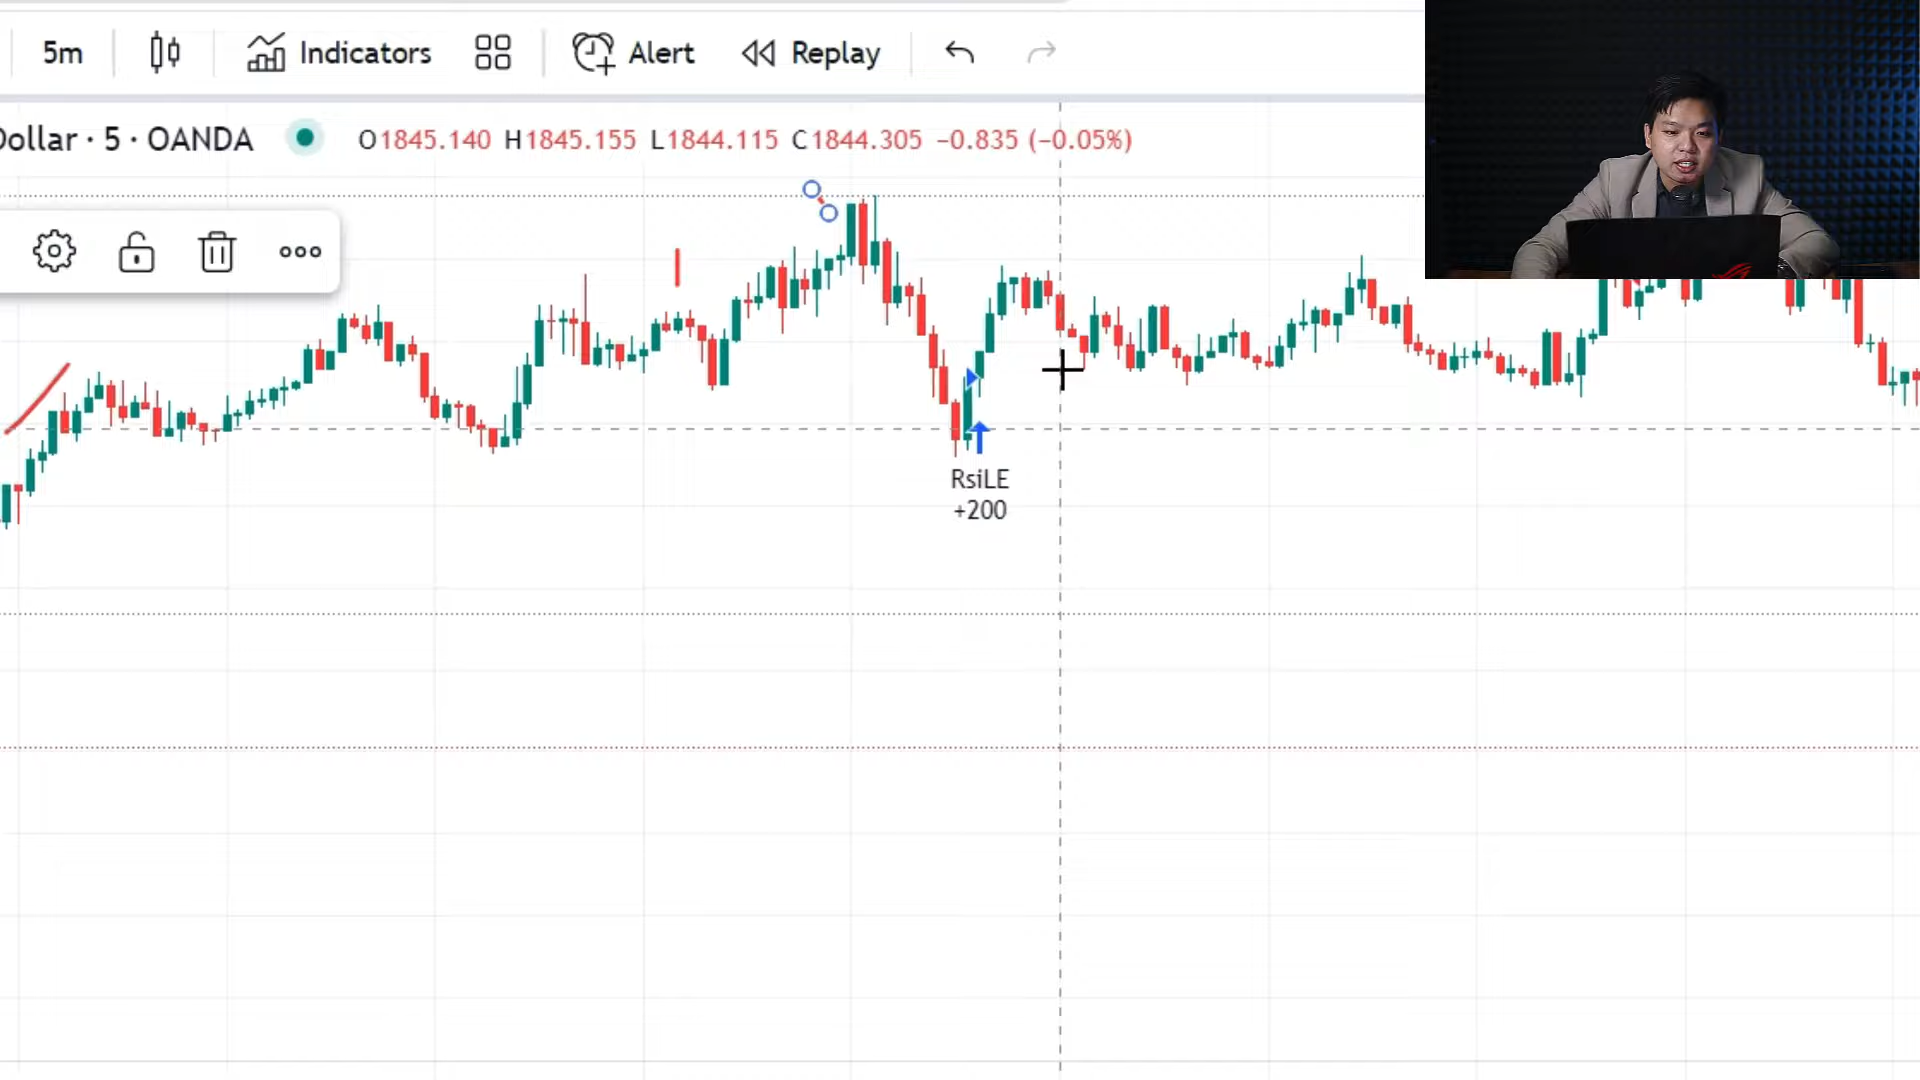 5m Indicators Alert Replay
Dollar · 5 · OANDA O1845.140 H1845.155 L1844.115 C1844.305 −0.835 (−0.05%)
RsiLE
+200